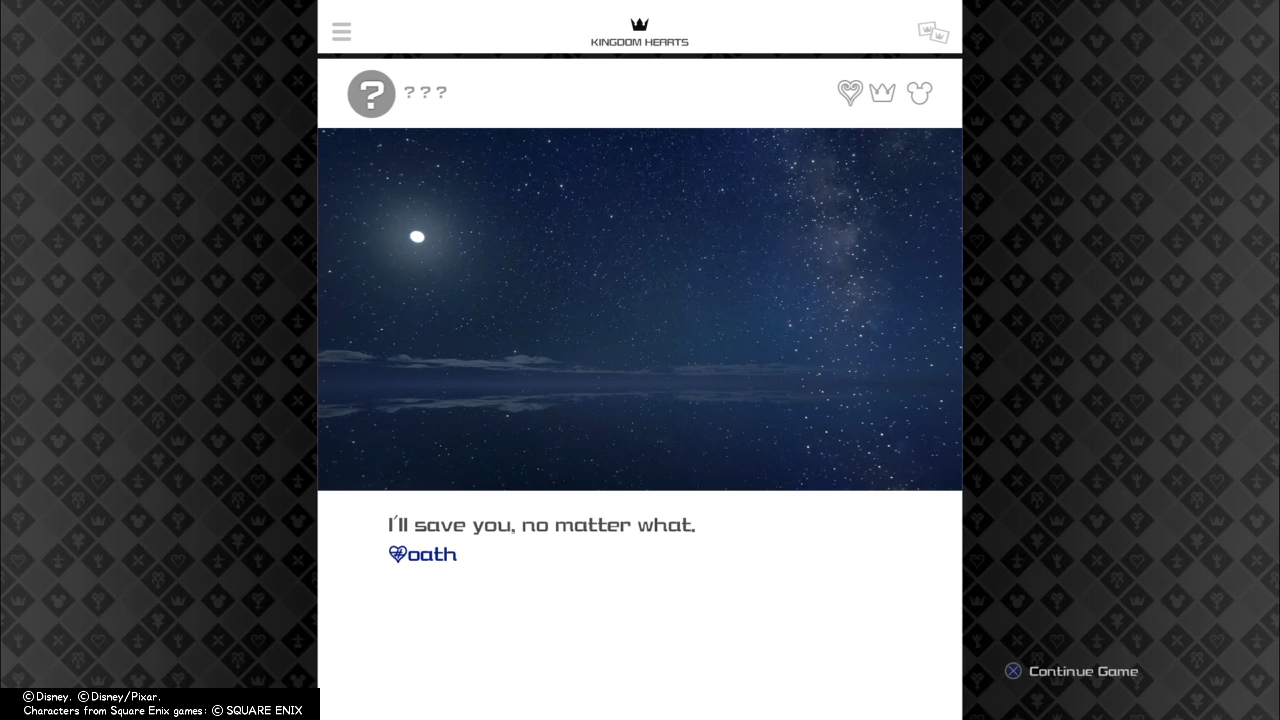 KINGDOM HEARTS
?
? ? ?
I'll save you, no matter what.
#oath
Continue Game
©Disney. ©Disney/Pixar.
Characters from Square Enix games: © SQUARE ENIX